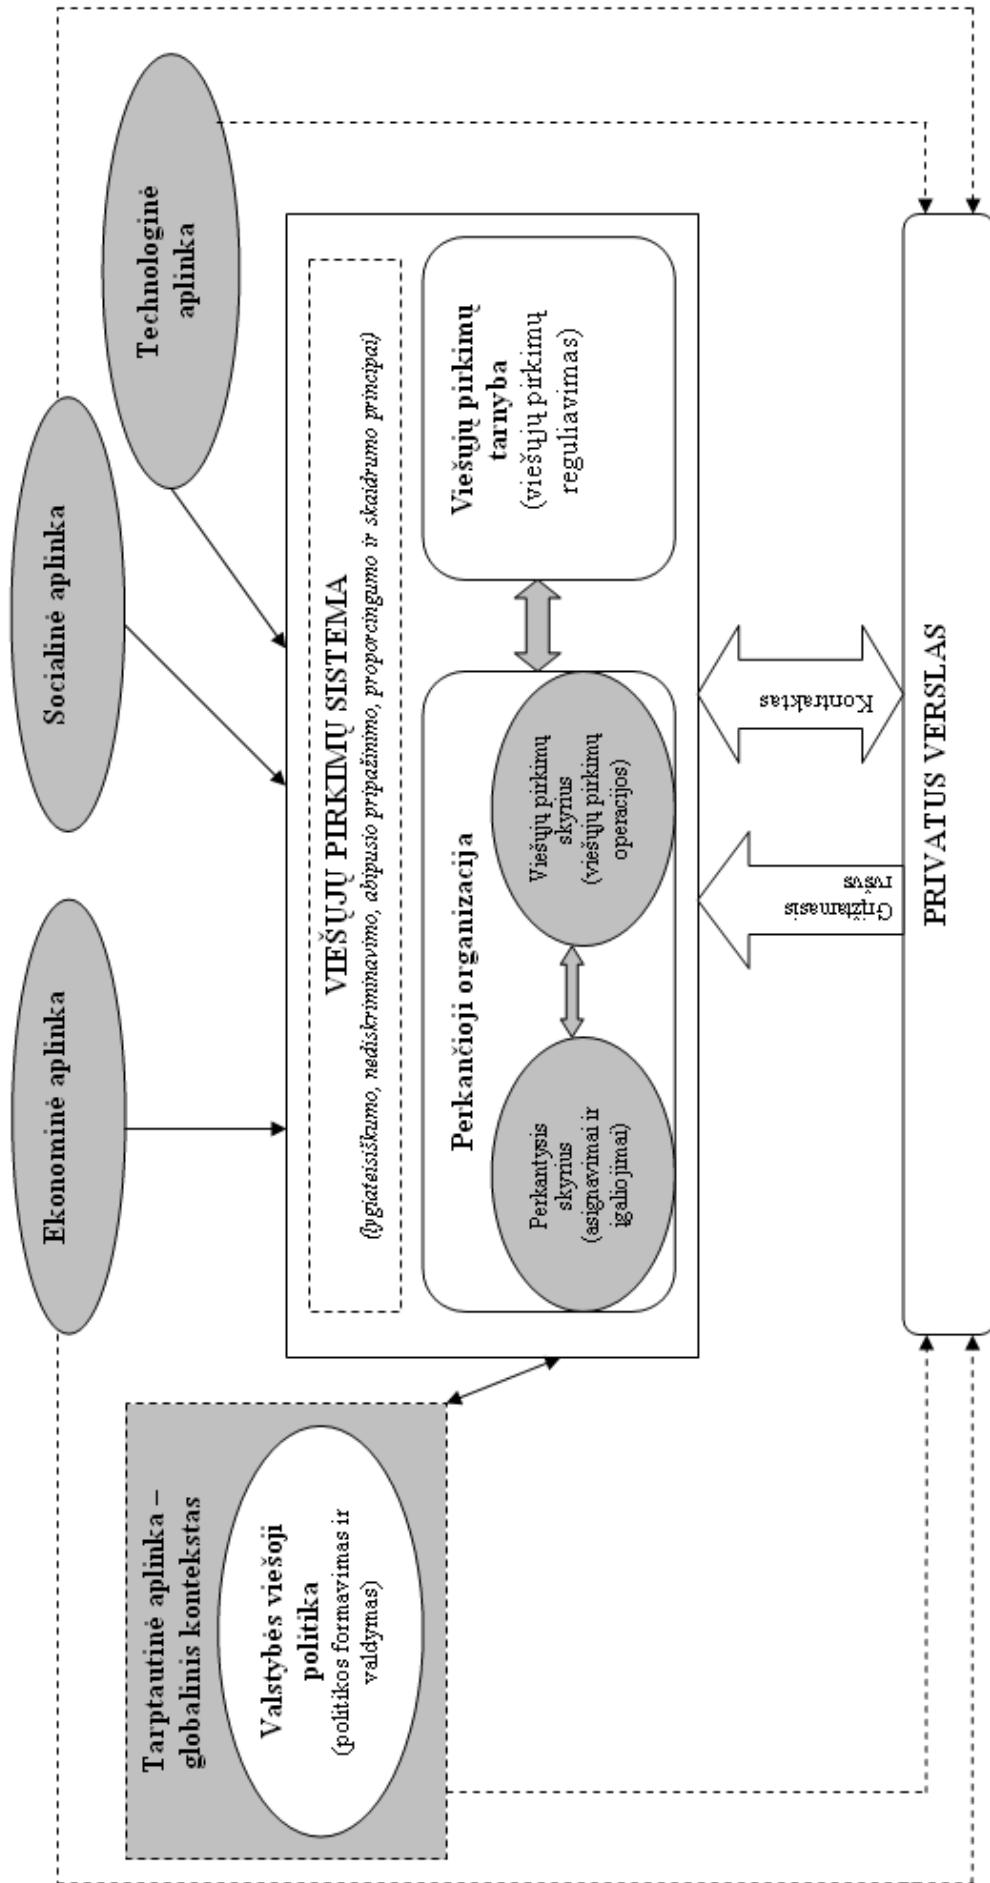 Ekonominė aplinka
Socialinė aplinka
Technologinė
aplinka
Tarptautinė aplinka –
globalinis kontekstas
Valstybės viešoji
politika
(politikos formavimas ir
valdymas)
VIEŠŲJŲ PIRKIMŲ SISTEMA
(lygiateisiškumo, nediskriminavimo, abipusio pripažinimo, proporcingumo ir skaidrumo principai)
Perkančioji organizacija
Perkantysis
skyrius
(asignavimai ir
įgaliojimai)
Viešųjų pirkimų
skyrius
(viešųjų pirkimų
operacijos)
Viešųjų pirkimų
tarnyba
(viešųjų pirkimų
reguliavimas)
Grįžtamasis
ryšys
Kontraktas
PRIVATUS VERSLAS